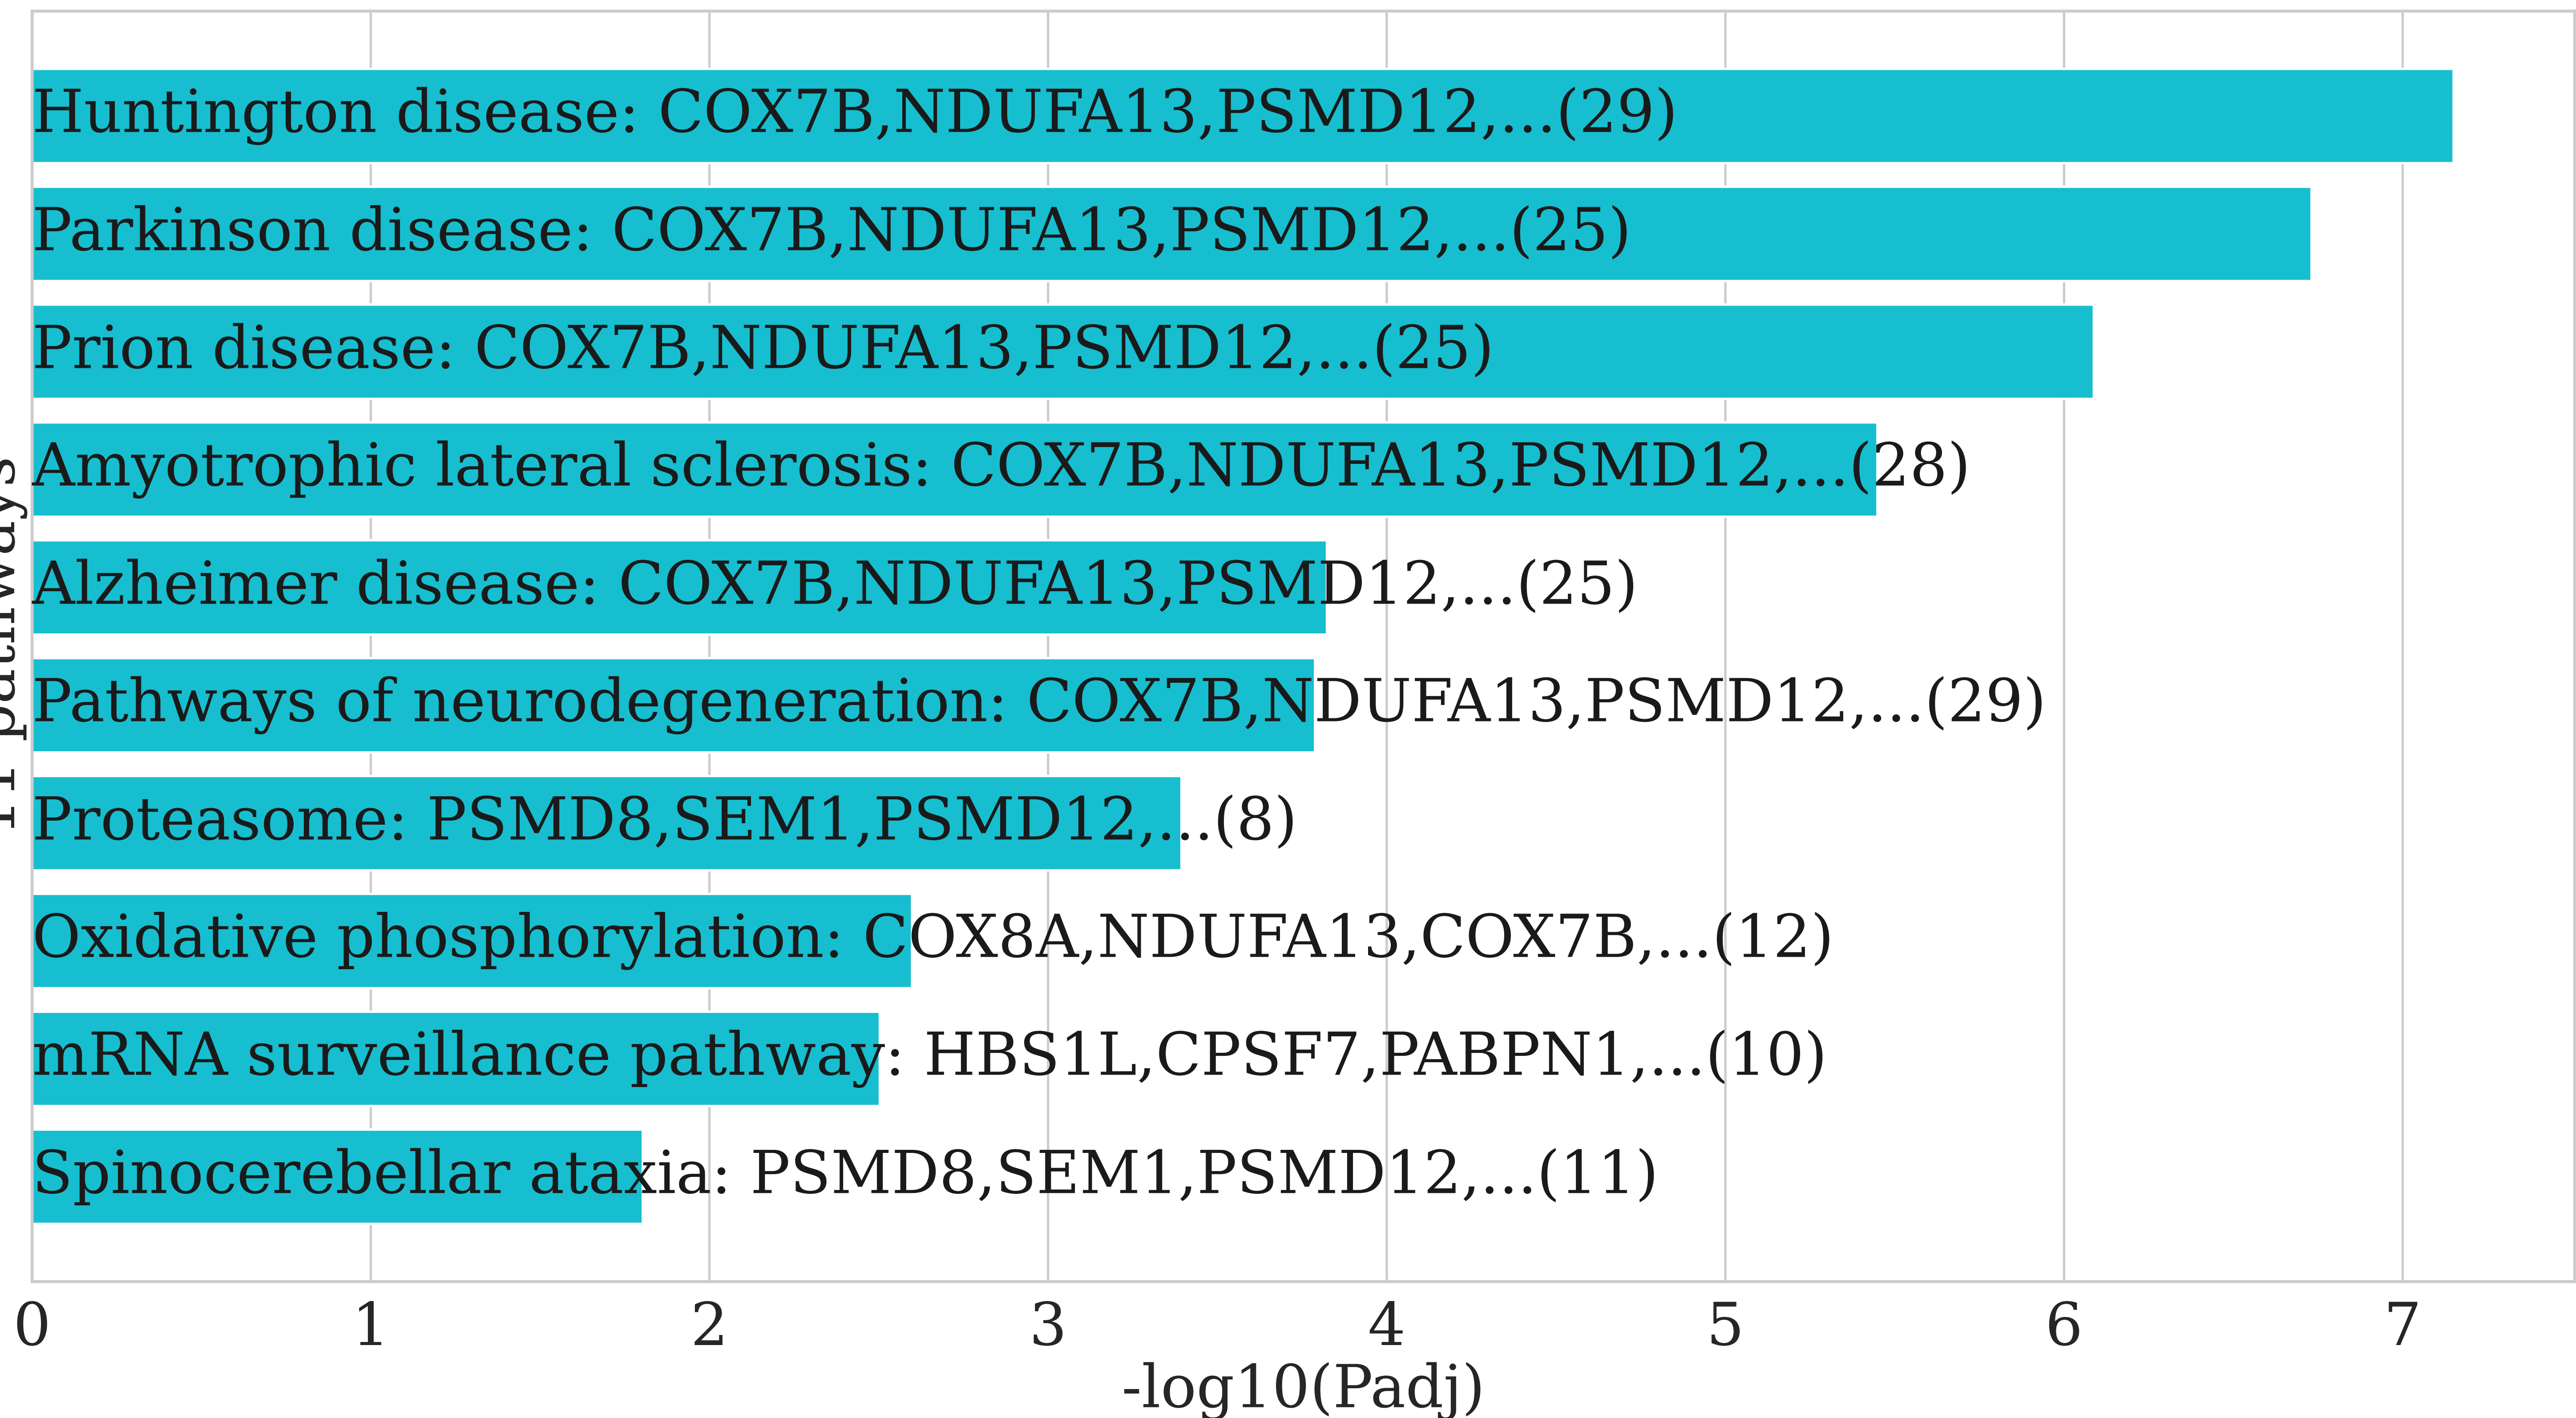 Huntington disease: COX7B,NDUFA13,PSMD12,...(29)
Parkinson disease: COX7B,NDUFA13,PSMD12,...(25)
Prion disease: COX7B,NDUFA13,PSMD12,...(25)
Amyotrophic lateral sclerosis: COX7B,NDUFA13,PSMD12,...(28)
Alzheimer disease: COX7B,NDUFA13,PSMD12,...(25)
Pathways of neurodegeneration: COX7B,NDUFA13,PSMD12,...(29)
Proteasome: PSMD8,SEM1,PSMD12,...(8)
Oxidative phosphorylation: COX8A,NDUFA13,COX7B,...(12)
mRNA surveillance pathway: HBS1L,CPSF7,PABPN1,...(10)
Spinocerebellar ataxia: PSMD8,SEM1,PSMD12,...(11)
pathways
0 1 2 3 4 5 6 7
-log10(Padj)